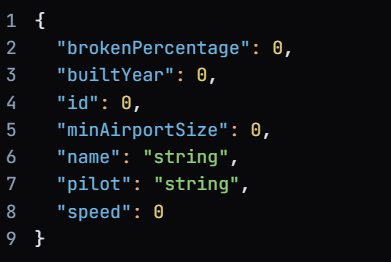 1 {
2   "brokenPercentage": 0,
3   "builtYear": 0,
4   "id": 0,
5   "minAirportSize": 0,
6   "name": "string",
7   "pilot": "string",
8   "speed": 0
9 }